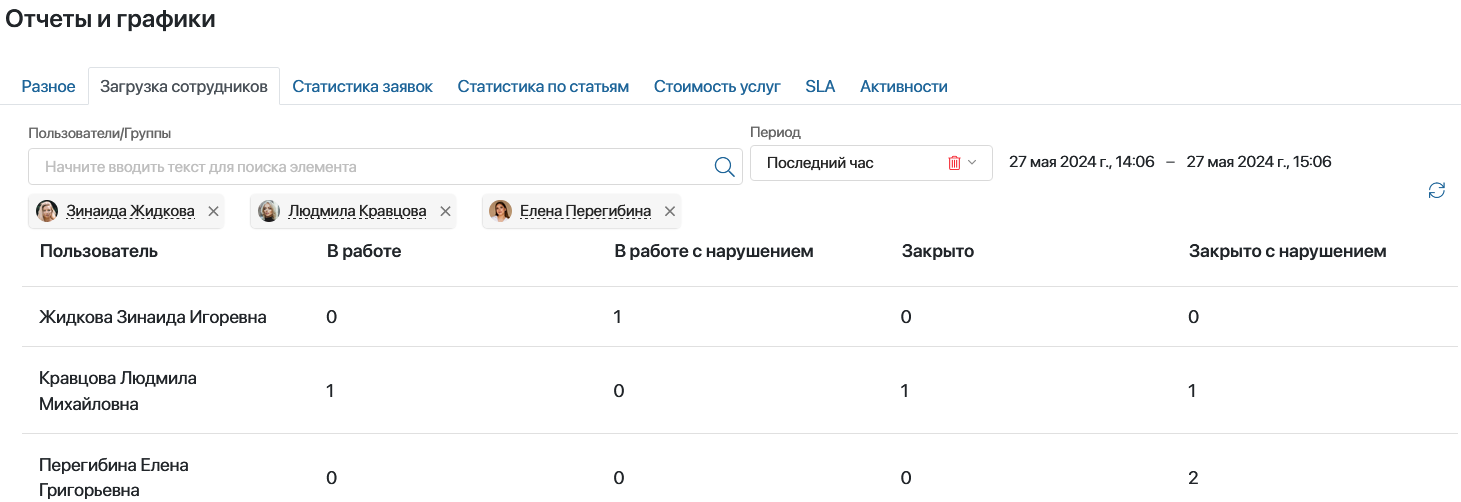 Отчеты и графики
Разное Загрузка сотрудников Статистика заявок Статистика по статьям Стоимость услуг SLA Активности
Пользователи/Группы Период
Начните вводить текст для поиска элемента Последний час 27 мая 2024 г., 14:06 – 27 мая 2024 г., 15:06
Зинаида Жидкова Людмила Кравцова Елена Перегибина
Пользователь В работе В работе с нарушением Закрыто Закрыто с нарушением
Жидкова Зинаида Игоревна 0 1 0 0
Кравцова Людмила
Михайловна 1 0 1 1
Перегибина Елена
Григорьевна 0 0 0 2